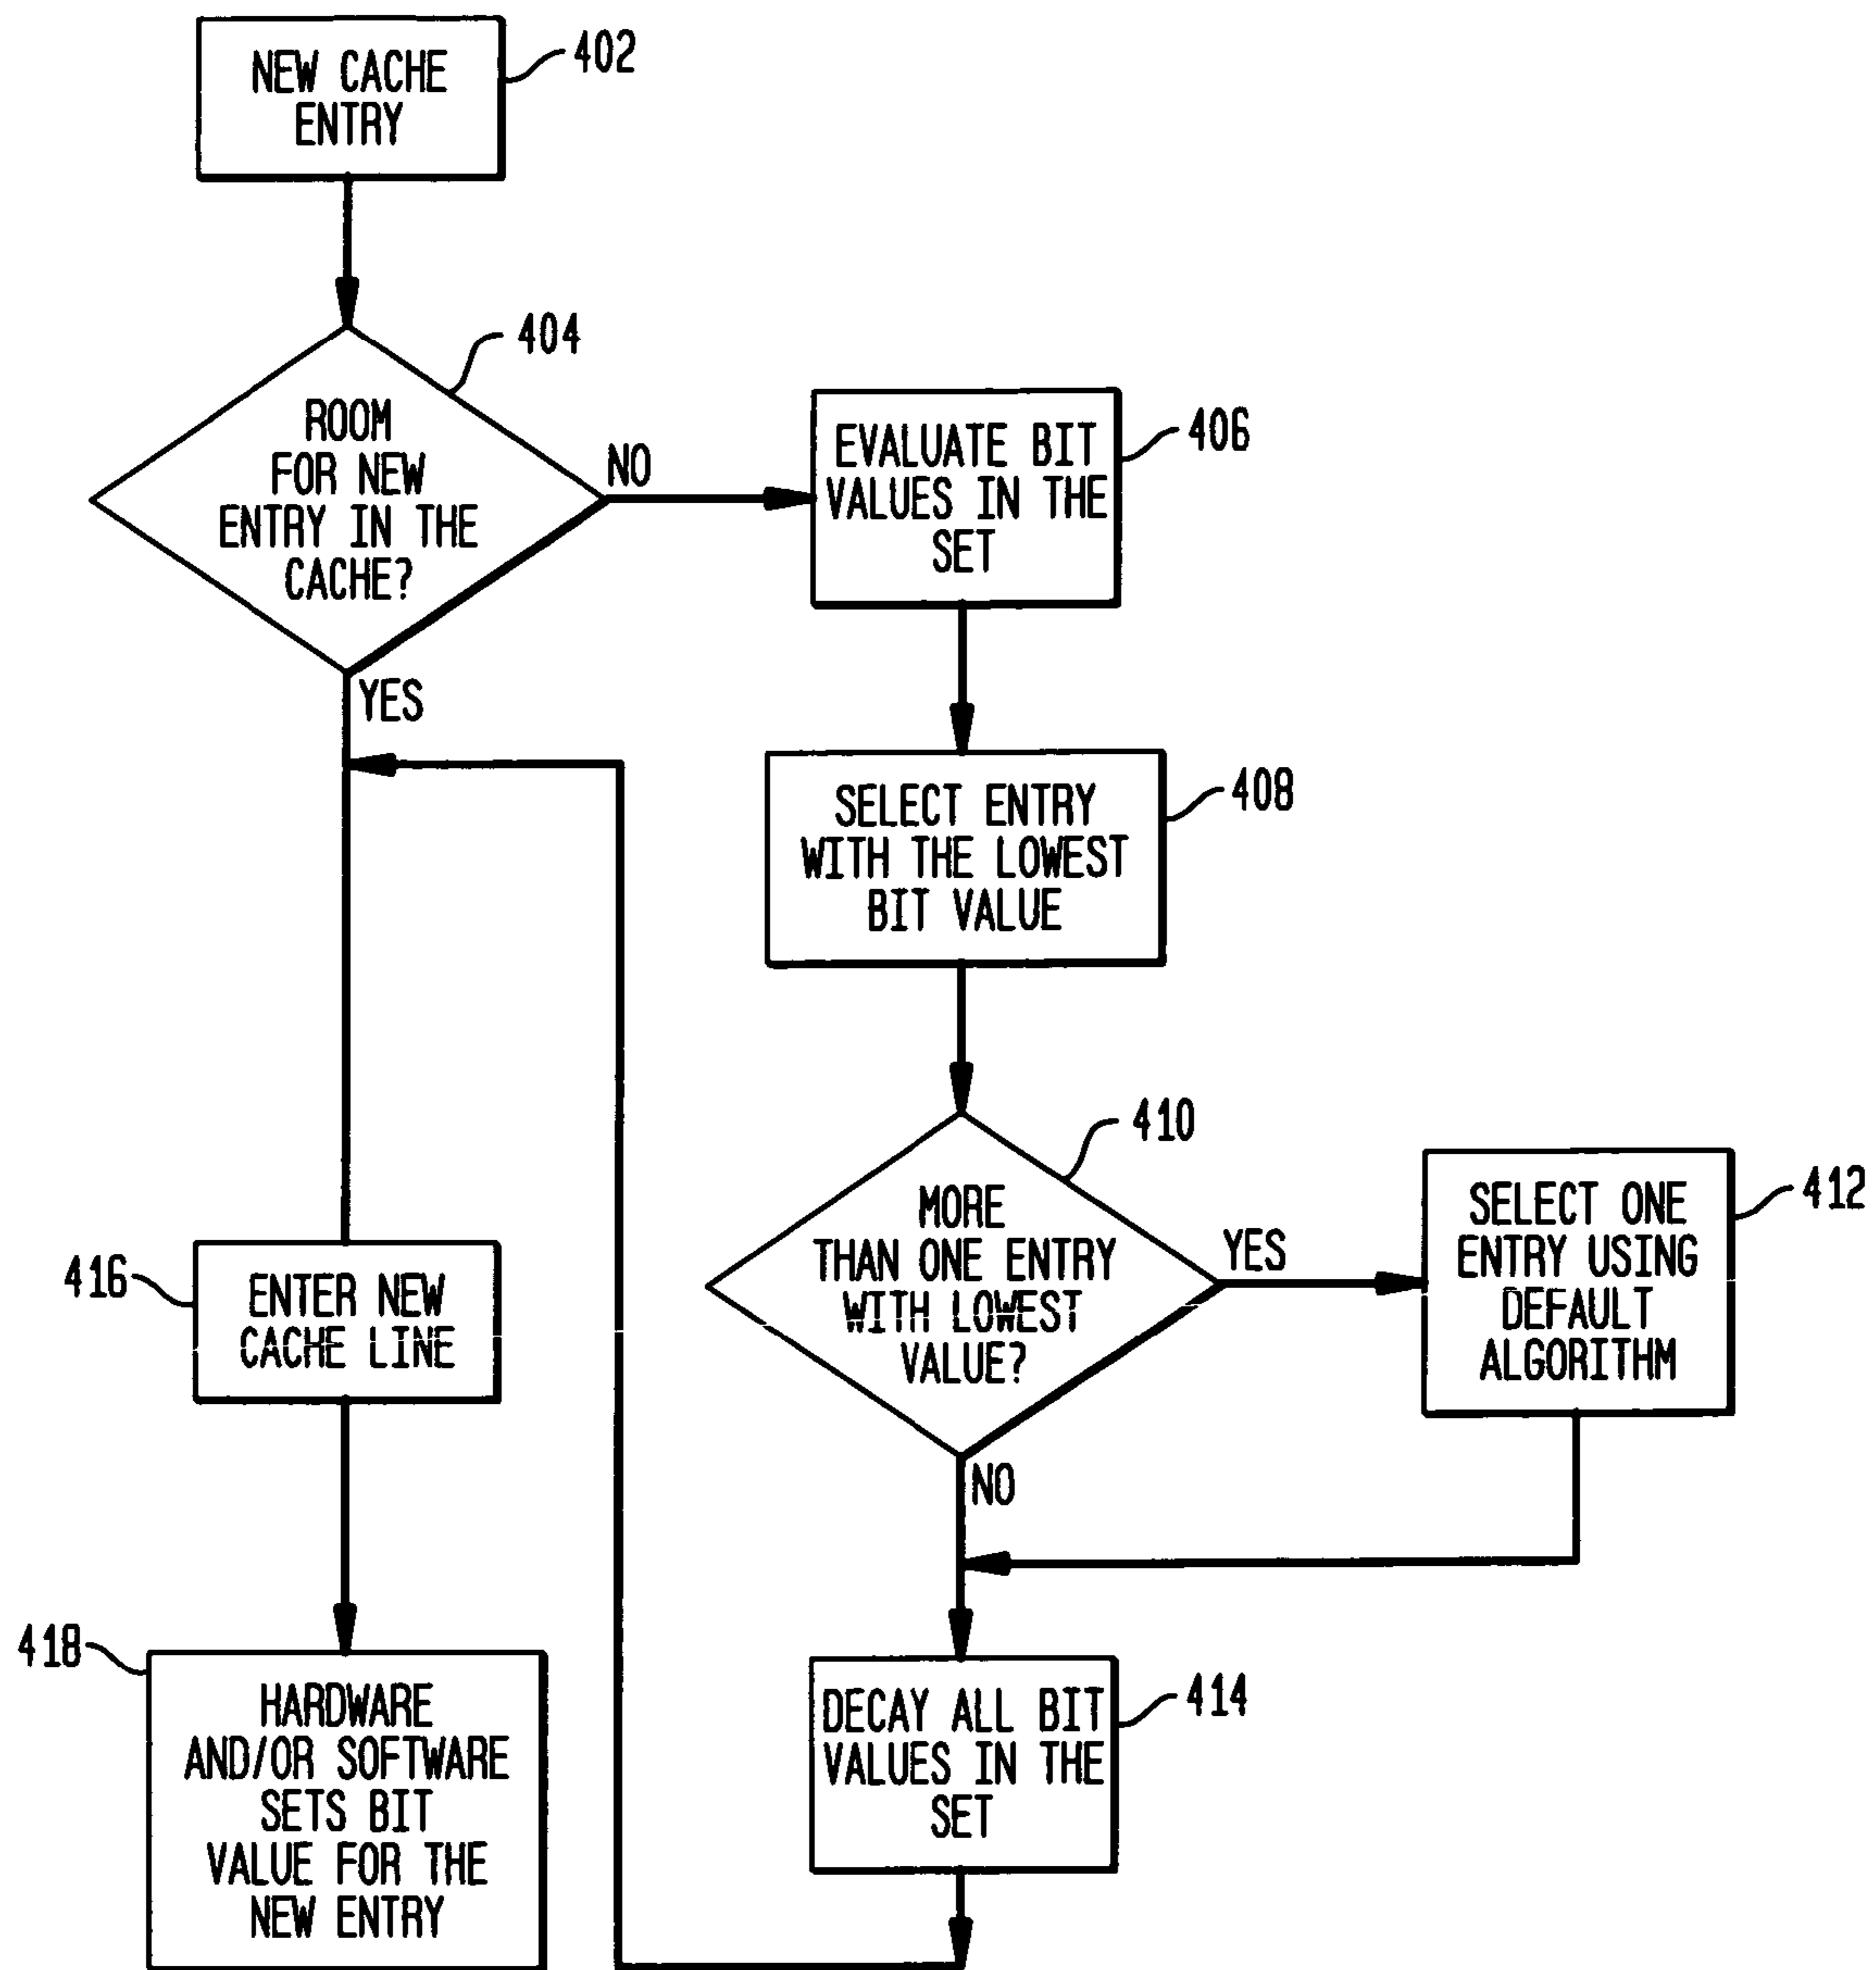 NEW CACHE
ENTRY
402
404
ROOM
FOR NEW
ENTRY IN THE
CACHE?
NO
YES
EVALUATE BIT
VALUES IN THE
SET
406
SELECT ENTRY
WITH THE LOWEST
BIT VALUE
408
410
MORE
THAN ONE ENTRY
WITH LOWEST
VALUE?
YES
NO
SELECT ONE
ENTRY USING
DEFAULT
ALGORITHM
412
DECAY ALL BIT
VALUES IN THE
SET
414
416
ENTER NEW
CACHE LINE
418
HARDWARE
AND/OR SOFTWARE
SETS BIT
VALUE FOR THE
NEW ENTRY